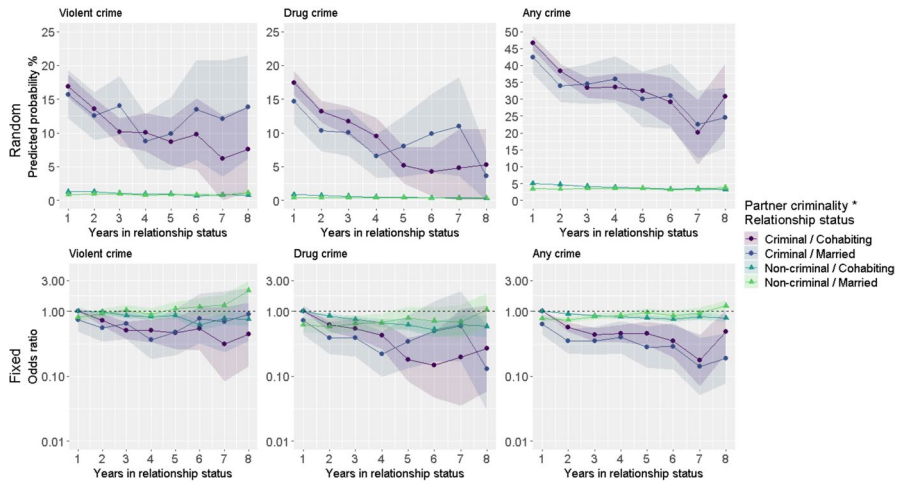 Violent crime
Drug crime
Any crime
Random
Predicted probability %
25
20
15
10
5
0
1 2 3 4 5 6 7 8
Years in relationship status
25
20
15
10
5
0
1 2 3 4 5 6 7 8
Years in relationship status
50
45
40
35
30
25
20
15
10
5
0
1 2 3 4 5 6 7 8
Years in relationship status
Partner criminality *
Relationship status
Criminal / Cohabiting
Criminal / Married
Non-criminal / Cohabiting
Non-criminal / Married
Violent crime
Drug crime
Any crime
Fixed
Odds ratio
3.00
1.00
0.10
0.01
1 2 3 4 5 6 7 8
Years in relationship status
3.00
1.00
0.10
0.01
1 2 3 4 5 6 7 8
Years in relationship status
3.00
1.00
0.10
0.01
1 2 3 4 5 6 7 8
Years in relationship status